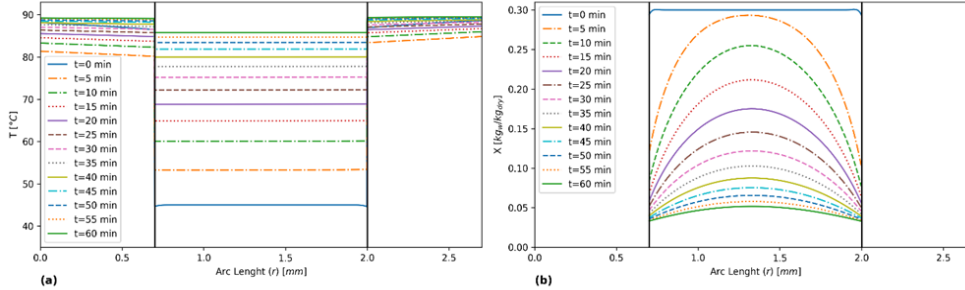 90
80
70
60
50
40
T [°C]
t=0 min
t=5 min
t=10 min
t=15 min
t=20 min
t=25 min
t=30 min
t=35 min
t=40 min
t=45 min
t=50 min
t=55 min
t=60 min
0.0 0.5 1.0 1.5 2.0 2.5
Arc Lenght (r) [mm]
(a)
0.30
0.25
0.20
0.15
0.10
0.05
0.00
X [kgw/kgdry]
t=0 min
t=5 min
t=10 min
t=15 min
t=20 min
t=25 min
t=30 min
t=35 min
t=40 min
t=45 min
t=50 min
t=55 min
t=60 min
0.0 0.5 1.0 1.5 2.0 2.5
Arc Lenght (r) [mm]
(b)